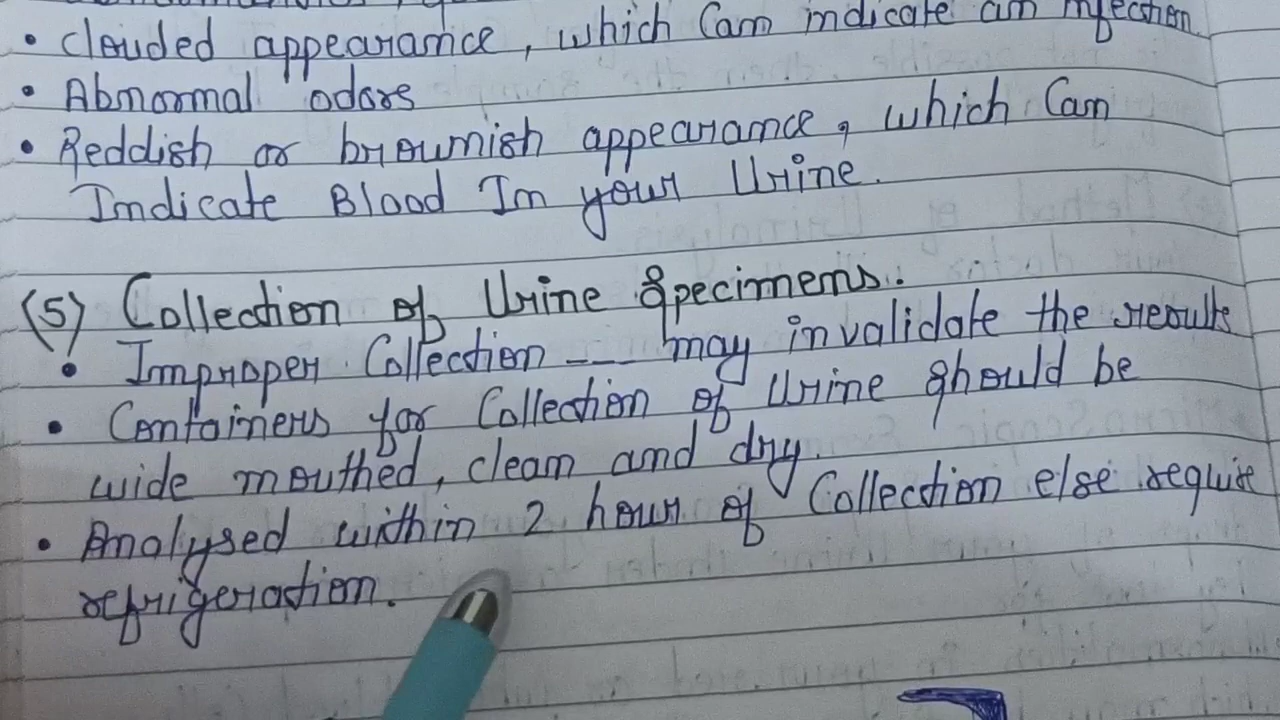 • Clouded appearance, which Can indicate an infection
• Abnormal odors
• Reddish or brownish appearance, which Can
Indicate Blood In your Urine.
(5) Collection of Urine Specimens:
• Improper Collection --- may invalidate the results
• Containers for Collection of Urine should be
wide mouthed, clean and dry.
• Analysed within 2 hour of Collection else require
refrigeration.